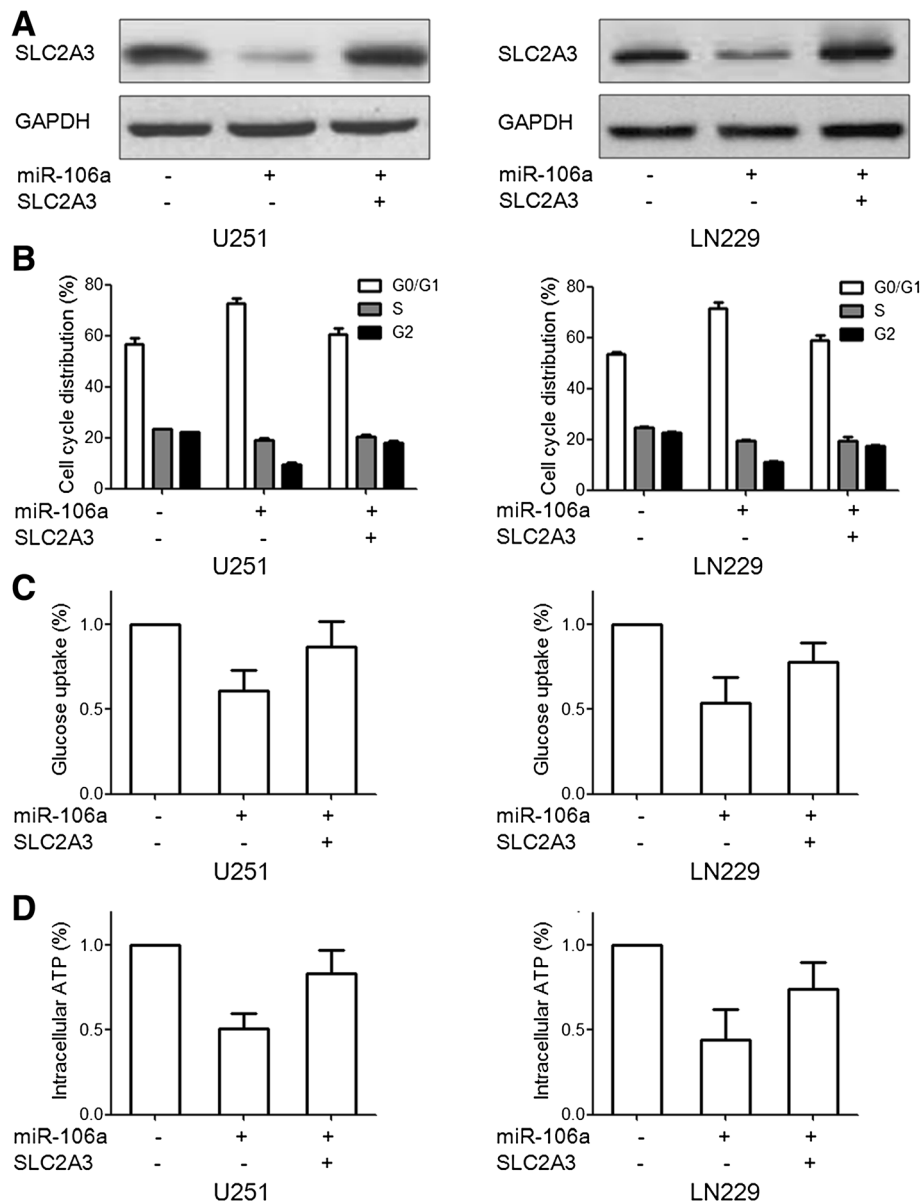 A
SLC2A3
GAPDH
miR-106a - + +
SLC2A3 - - +
U251
SLC2A3
GAPDH
miR-106a - + +
SLC2A3 - - +
LN229
B
Cell cycle distribution (%)
80
60
40
20
0
G0/G1
S
G2
miR-106a - + +
SLC2A3 - - +
U251
Cell cycle distribution (%)
80
60
40
20
0
G0/G1
S
G2
miR-106a - + +
SLC2A3 - - +
LN229
C
Glucose uptake (%)
1.0
0.5
0.0
miR-106a - + +
SLC2A3 - - +
U251
Glucose uptake (%)
1.0
0.5
0.0
miR-106a - + +
SLC2A3 - - +
LN229
D
Intracellular ATP (%)
1.0
0.5
0.0
miR-106a - + +
SLC2A3 - - +
U251
Intracellular ATP (%)
1.0
0.5
0.0
miR-106a - + +
SLC2A3 - - +
LN229